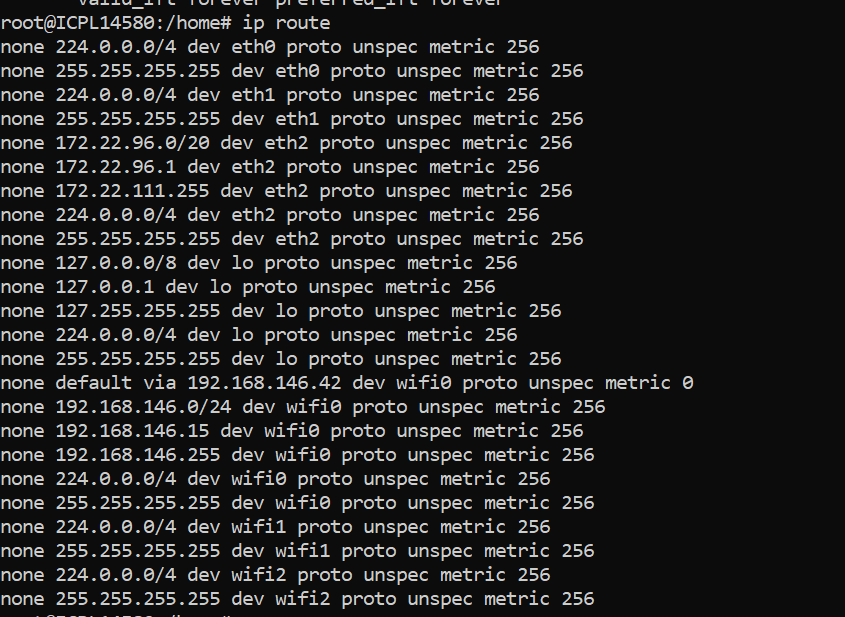 valid_lft forever preferred_lft forever
root@ICPL14580:/home# ip route
none 224.0.0.0/4 dev eth0 proto unspec metric 256
none 255.255.255.255 dev eth0 proto unspec metric 256
none 224.0.0.0/4 dev eth1 proto unspec metric 256
none 255.255.255.255 dev eth1 proto unspec metric 256
none 172.22.96.0/20 dev eth2 proto unspec metric 256
none 172.22.96.1 dev eth2 proto unspec metric 256
none 172.22.111.255 dev eth2 proto unspec metric 256
none 224.0.0.0/4 dev eth2 proto unspec metric 256
none 255.255.255.255 dev eth2 proto unspec metric 256
none 127.0.0.0/8 dev lo proto unspec metric 256
none 127.0.0.1 dev lo proto unspec metric 256
none 127.255.255.255 dev lo proto unspec metric 256
none 224.0.0.0/4 dev lo proto unspec metric 256
none 255.255.255.255 dev lo proto unspec metric 256
none default via 192.168.146.42 dev wifi0 proto unspec metric 0
none 192.168.146.0/24 dev wifi0 proto unspec metric 256
none 192.168.146.15 dev wifi0 proto unspec metric 256
none 192.168.146.255 dev wifi0 proto unspec metric 256
none 224.0.0.0/4 dev wifi0 proto unspec metric 256
none 255.255.255.255 dev wifi0 proto unspec metric 256
none 224.0.0.0/4 dev wifi1 proto unspec metric 256
none 255.255.255.255 dev wifi1 proto unspec metric 256
none 224.0.0.0/4 dev wifi2 proto unspec metric 256
none 255.255.255.255 dev wifi2 proto unspec metric 256